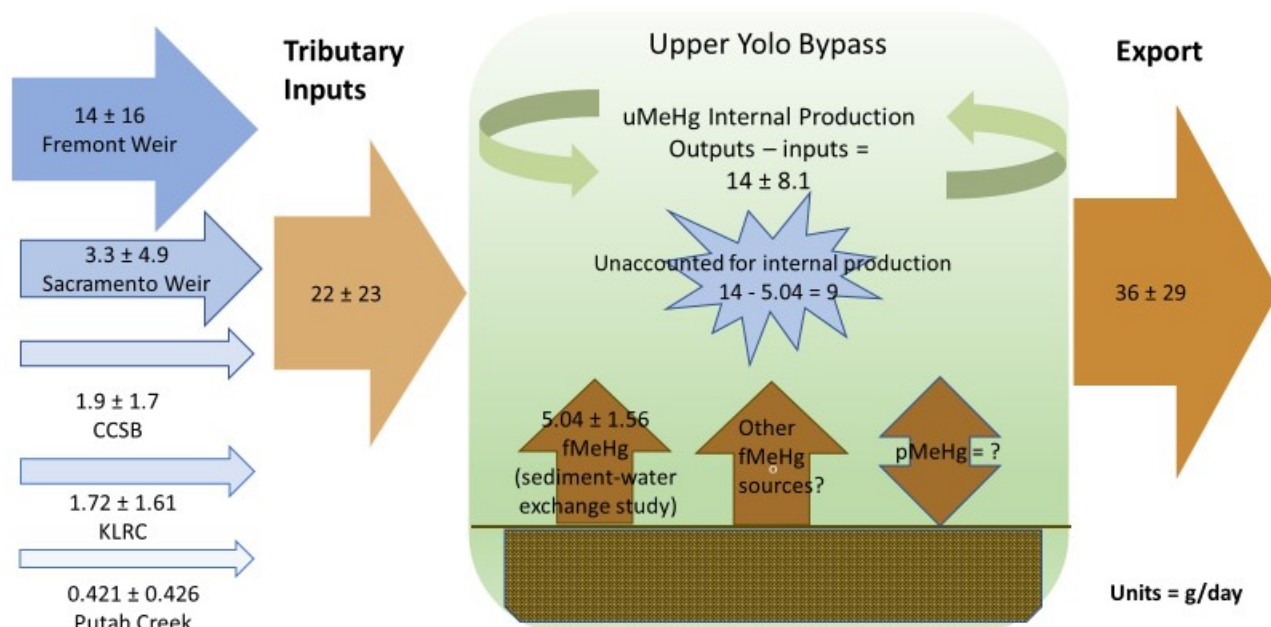 Tributary
Inputs
Upper Yolo Bypass
Export
14 ± 16
Fremont Weir
3.3 ± 4.9
Sacramento Weir
1.9 ± 1.7
CCSB
1.72 ± 1.61
KLRC
0.421 ± 0.426
Putah Creek
22 ± 23
uMeHg Internal Production
Outputs – inputs =
14 ± 8.1
Unaccounted for internal production
14 - 5.04 = 9
5.04 ± 1.56
fMeHg
(sediment-water
exchange study)
Other
fMeHg
sources?
pMeHg = ?
36 ± 29
Units = g/day